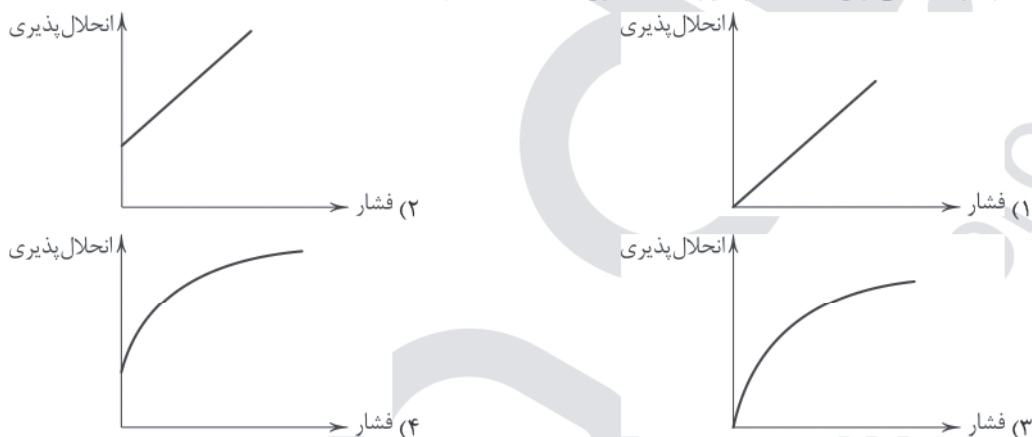 انحلال‌پذیری
۱) فشار
انحلال‌پذیری
۲) فشار
انحلال‌پذیری
۳) فشار
انحلال‌پذیری
۴) فشار